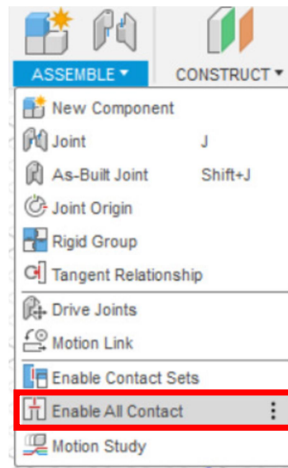 ASSEMBLE ▾ CONSTRUCT ▾
New Component
Joint J
As-Built Joint Shift+J
Joint Origin
Rigid Group
Tangent Relationship
Drive Joints
Motion Link
Enable Contact Sets
Enable All Contact
Motion Study